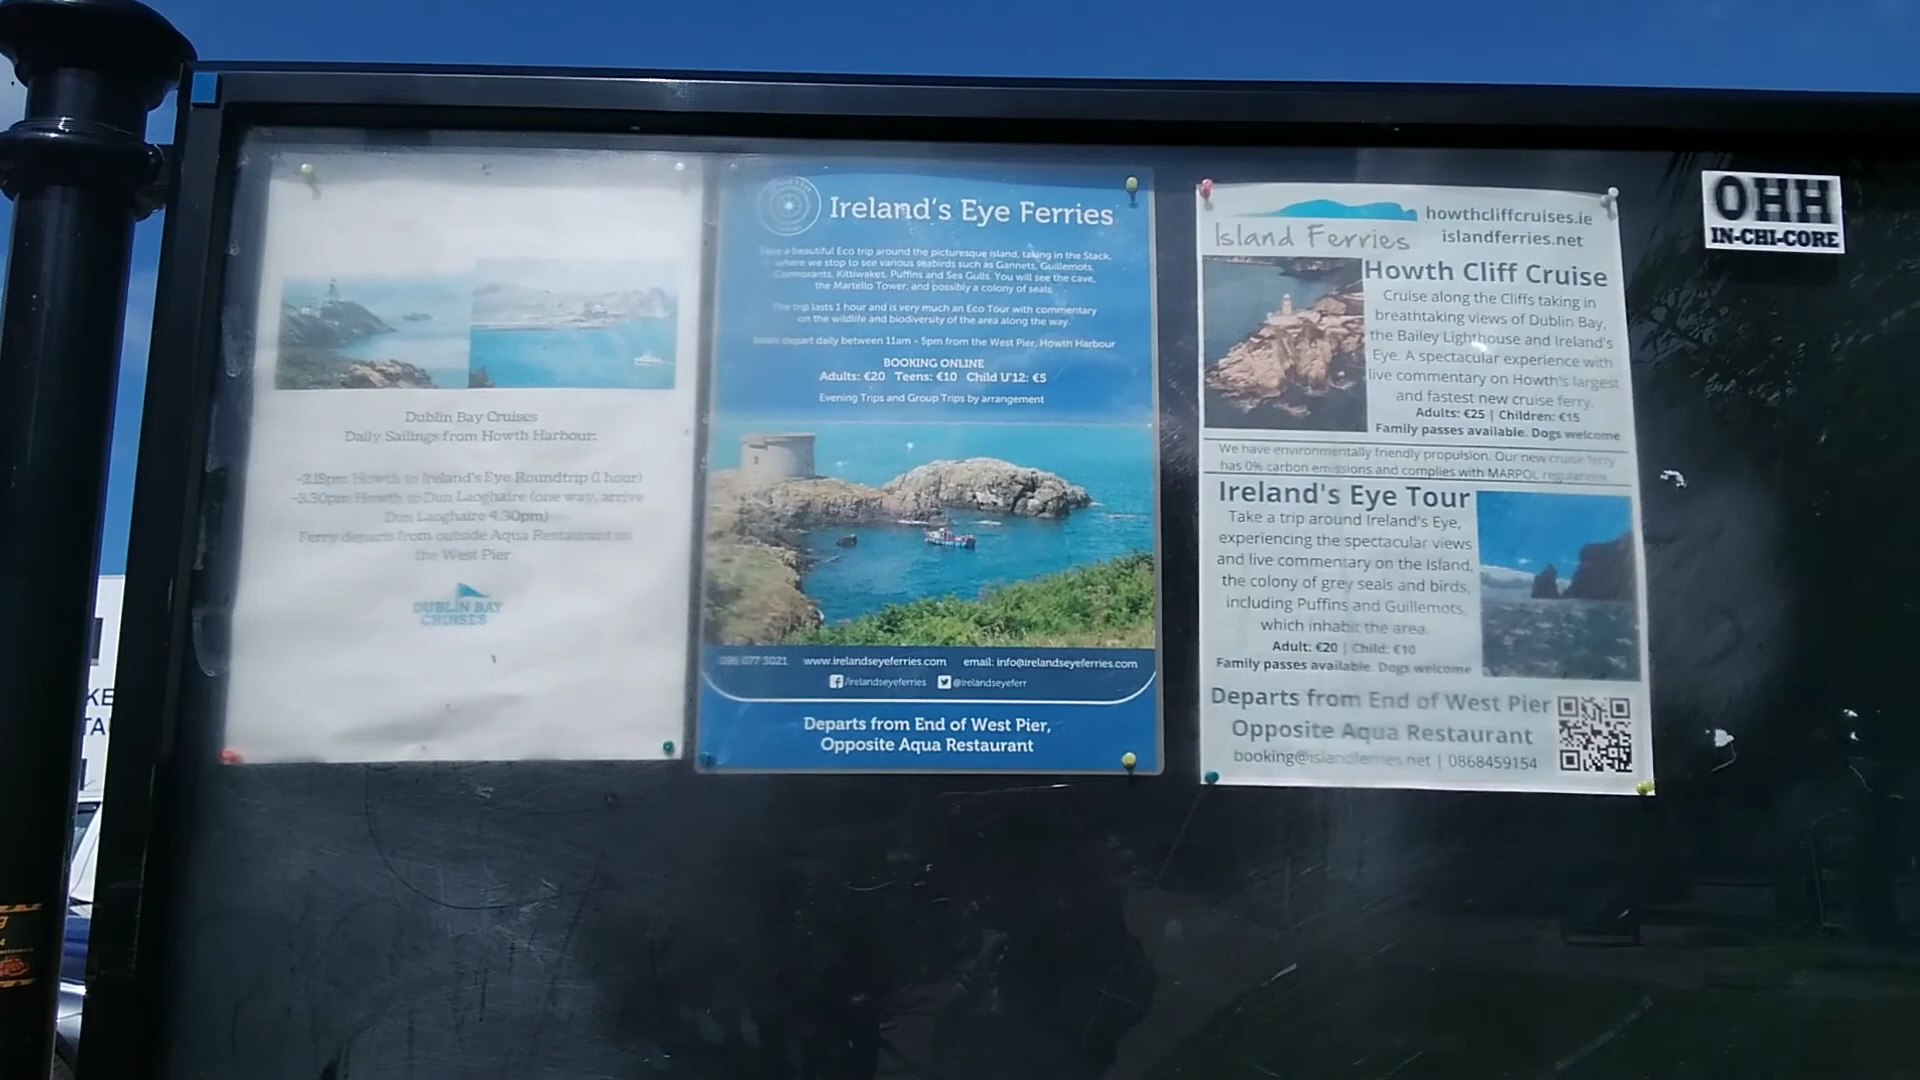 Dublin Bay Cruises
Daily Sailings from Howth Harbour:
-2.15pm Howth to Ireland's Eye Roundtrip (1 hour)
-3.30pm Howth to Dun Laoghaire (one way, arrive
Dun Laoghaire 4.30pm)
Ferry departs from outside Aqua Restaurant on
the West Pier
DUBLIN BAY
CRUISES
Ireland's Eye Ferries
Take a beautiful Eco trip around the picturesque island, taking in the Stack,
where we stop to see various seabirds such as Gannets, Guillemots,
Cormorants, Kittiwakes, Puffins and Sea Gulls. You will see the cave,
the Martello Tower, and possibly a colony of seals.
The trip lasts 1 hour and is very much an Eco Tour with commentary
on the wildlife and biodiversity of the area along the way.
depart daily between 11am - 5pm from the West Pier, Howth Harbour
BOOKING ONLINE
Adults: €20 Teens: €10 Child U'12: €5
Evening Trips and Group Trips by arrangement
077 3021 www.irelandseyeferries.com email: info@irelandseyeferries.com
/irelandseyeferries @irelandseyeferr
Departs from End of West Pier,
Opposite Aqua Restaurant
Island Ferries
howthcliffcruises.ie
islandferries.net
Howth Cliff Cruise
Cruise along the Cliffs taking in
breathtaking views of Dublin Bay,
the Bailey Lighthouse and Ireland's
Eye. A spectacular experience with
live commentary on Howth's largest
and fastest new cruise ferry.
Adults: €25 | Children: €15
Family passes available. Dogs welcome
We have environmentally friendly propulsion. Our new cruise ferry
has 0% carbon emissions and complies with MARPOL regulations.
Ireland's Eye Tour
Take a trip around Ireland's Eye,
experiencing the spectacular views
and live commentary on the Island,
the colony of grey seals and birds,
including Puffins and Guillemots,
which inhabit the area.
Adult: €20 | Child: €10
Family passes available. Dogs welcome
Departs from End of West Pier
Opposite Aqua Restaurant
booking@islandferries.net | 0868459154
OHH
IN-CHI-CORE
KE
TA